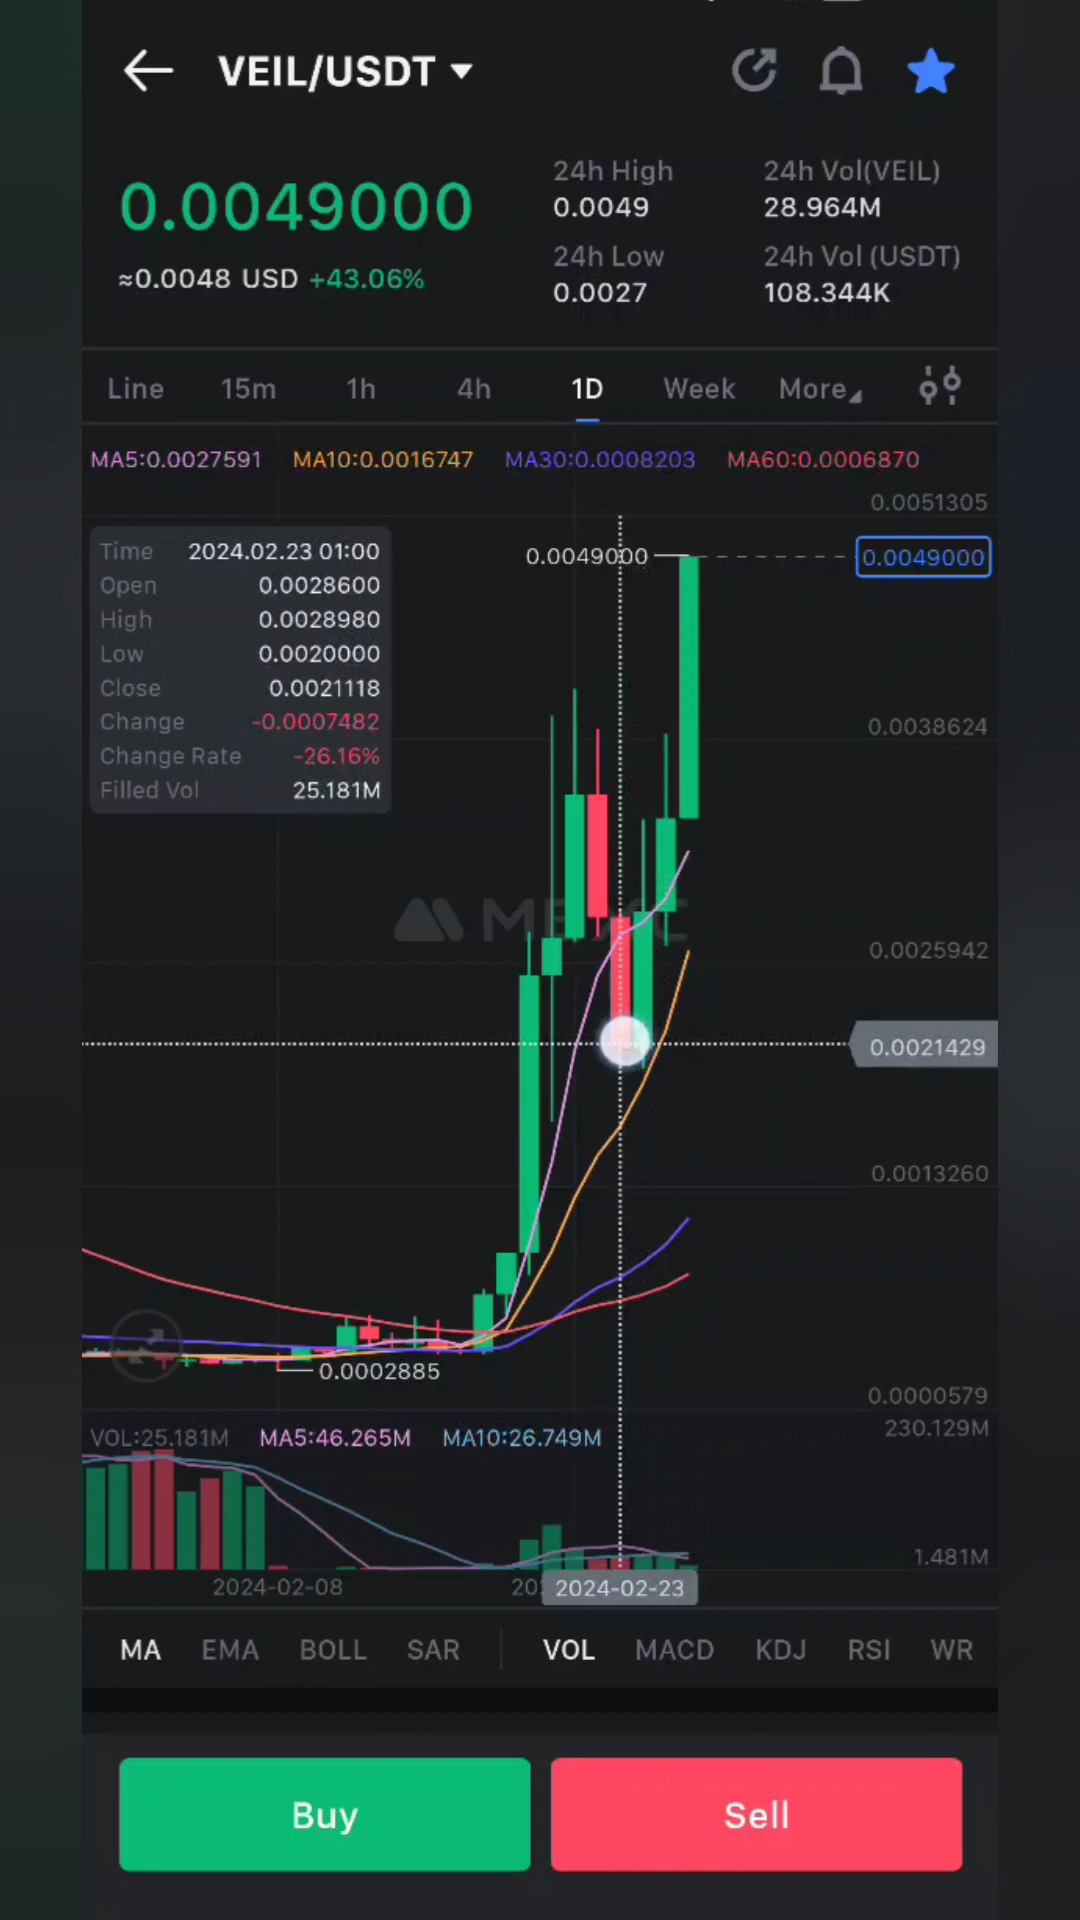 VEIL/USDT
0.0049000
≈0.0048 USD +43.06%
24h High
0.0049
24h Low
0.0027
24h Vol(VEIL)
28.964M
24h Vol (USDT)
108.344K
Line 15m 1h 4h 1D Week More
MA5:0.0027591 MA10:0.0016747 MA30:0.0008203 MA60:0.0006870
0.0051305
Time 2024.02.23 01:00
Open 0.0028600
High 0.0028980
Low 0.0020000
Close 0.0021118
Change -0.0007482
Change Rate -26.16%
Filled Vol 25.181M
0.0049000
0.0049000
0.0038624
0.0025942
0.0021429
0.0013260
0.0002885
0.0000579
VOL:25.181M MA5:46.265M MA10:26.749M
230.129M
1.481M
2024-02-08
2024-02-23
MA EMA BOLL SAR VOL MACD KDJ RSI WR
Buy Sell